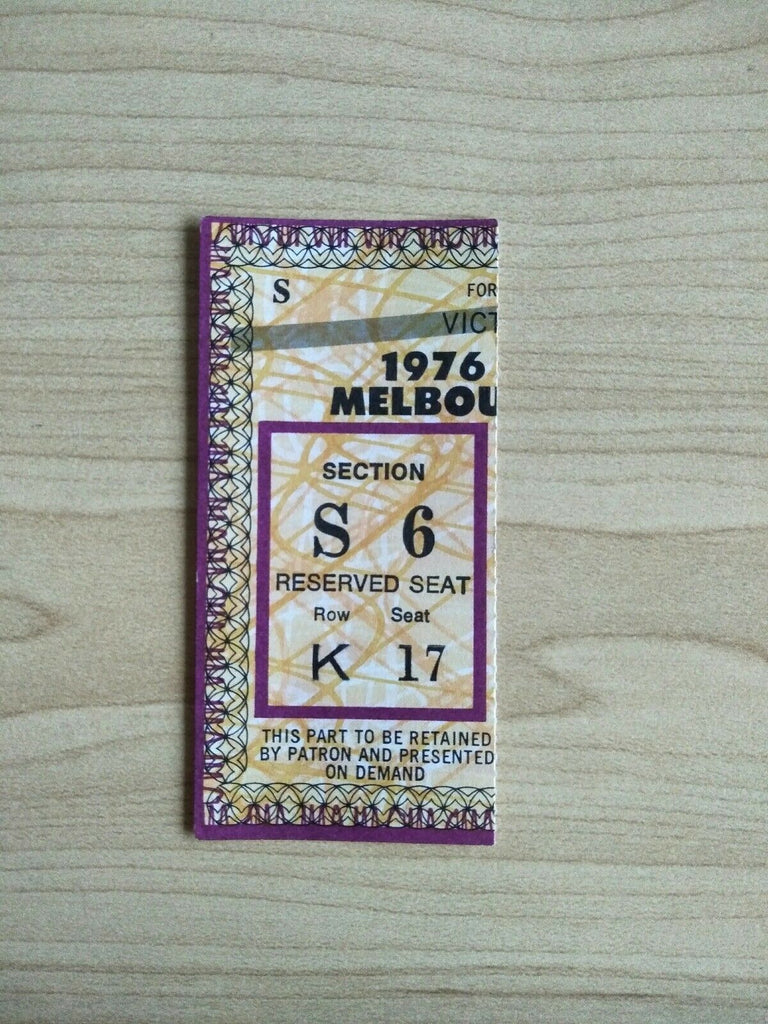 S
FOR
VICT
1976
MELBOU
SECTION
S 6
RESERVED SEAT
Row Seat
K 17
THIS PART TO BE RETAINED
BY PATRON AND PRESENTED
ON DEMAND